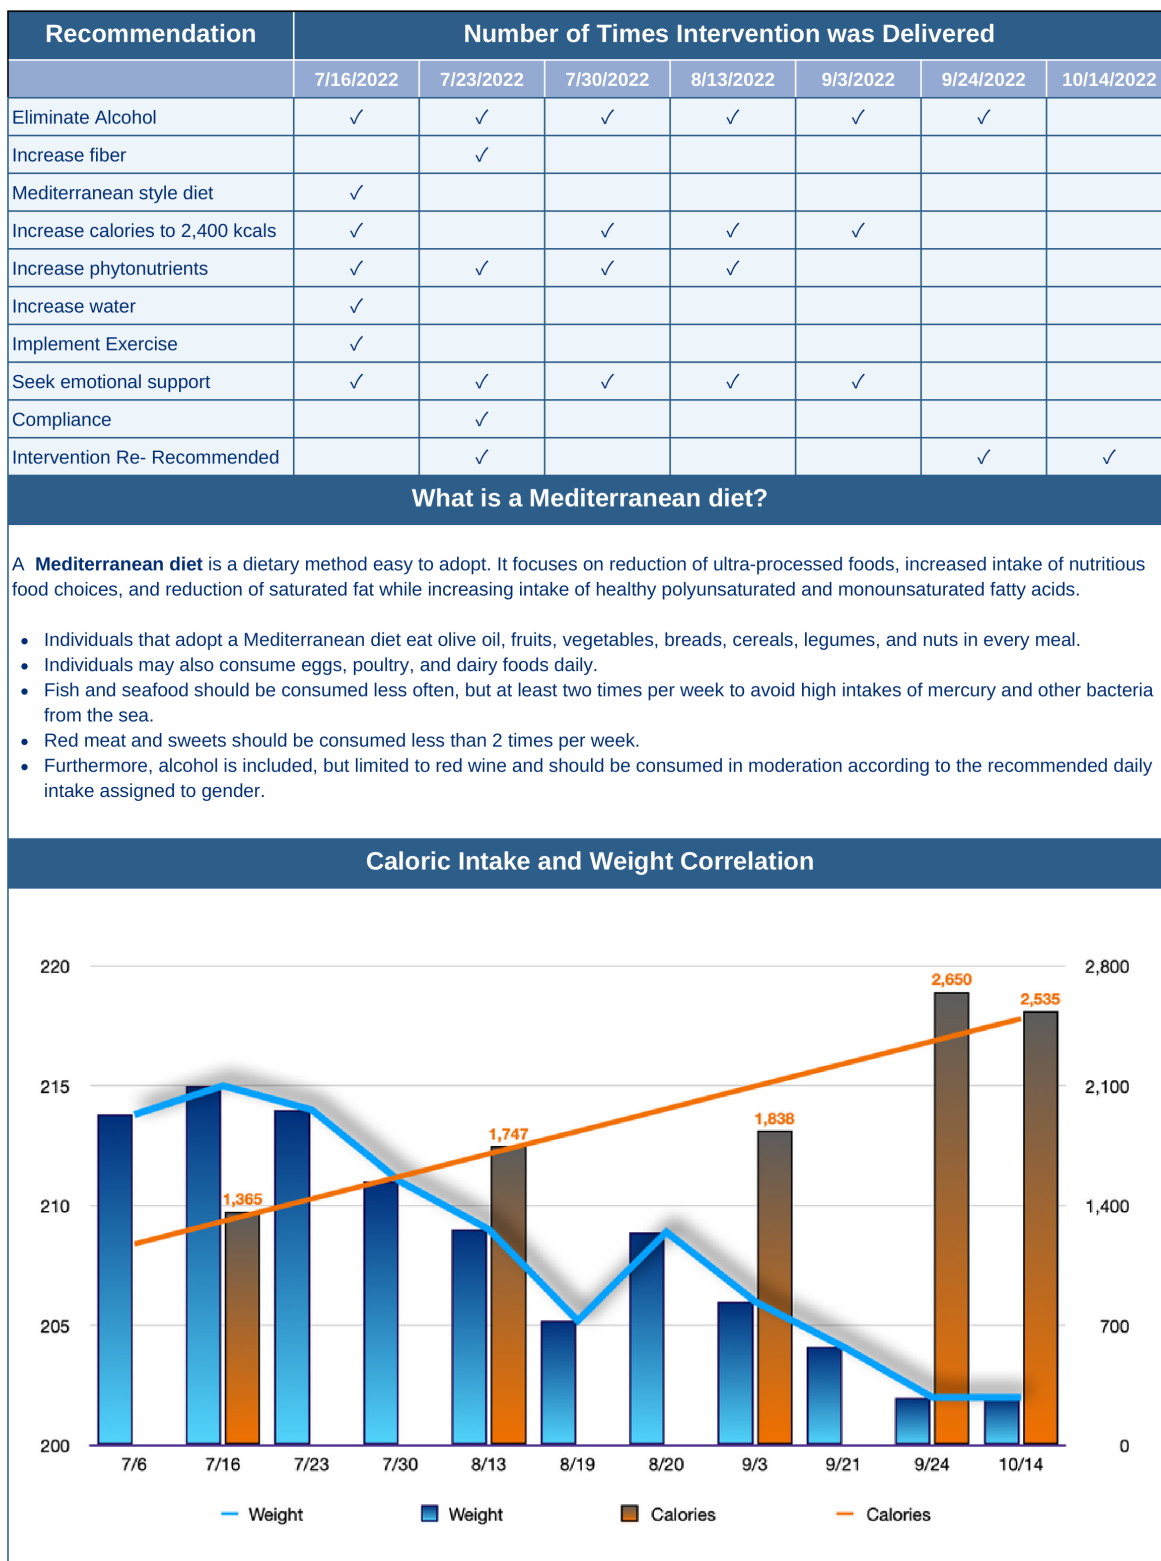 Recommendation Number of Times Intervention was Delivered
7/16/2022 7/23/2022 7/30/2022 8/13/2022 9/3/2022 9/24/2022 10/14/2022
Eliminate Alcohol ✓ ✓ ✓ ✓ ✓ ✓
Increase fiber ✓
Mediterranean style diet ✓
Increase calories to 2,400 kcals ✓ ✓ ✓ ✓
Increase phytonutrients ✓ ✓ ✓ ✓
Increase water ✓
Implement Exercise ✓
Seek emotional support ✓ ✓ ✓ ✓ ✓
Compliance ✓
Intervention Re- Recommended ✓ ✓ ✓
What is a Mediterranean diet?
A Mediterranean diet is a dietary method easy to adopt. It focuses on reduction of ultra-processed foods, increased intake of nutritious
food choices, and reduction of saturated fat while increasing intake of healthy polyunsaturated and monounsaturated fatty acids.
• Individuals that adopt a Mediterranean diet eat olive oil, fruits, vegetables, breads, cereals, legumes, and nuts in every meal.
• Individuals may also consume eggs, poultry, and dairy foods daily.
• Fish and seafood should be consumed less often, but at least two times per week to avoid high intakes of mercury and other bacteria
from the sea.
• Red meat and sweets should be consumed less than 2 times per week.
• Furthermore, alcohol is included, but limited to red wine and should be consumed in moderation according to the recommended daily
intake assigned to gender.
Caloric Intake and Weight Correlation
220 2,800
2,650
2,535
215 2,100
1,747 1,838
1,365
210 1,400
205 700
200 0
7/6 7/16 7/23 7/30 8/13 8/19 8/20 9/3 9/21 9/24 10/14
Weight Weight Calories Calories